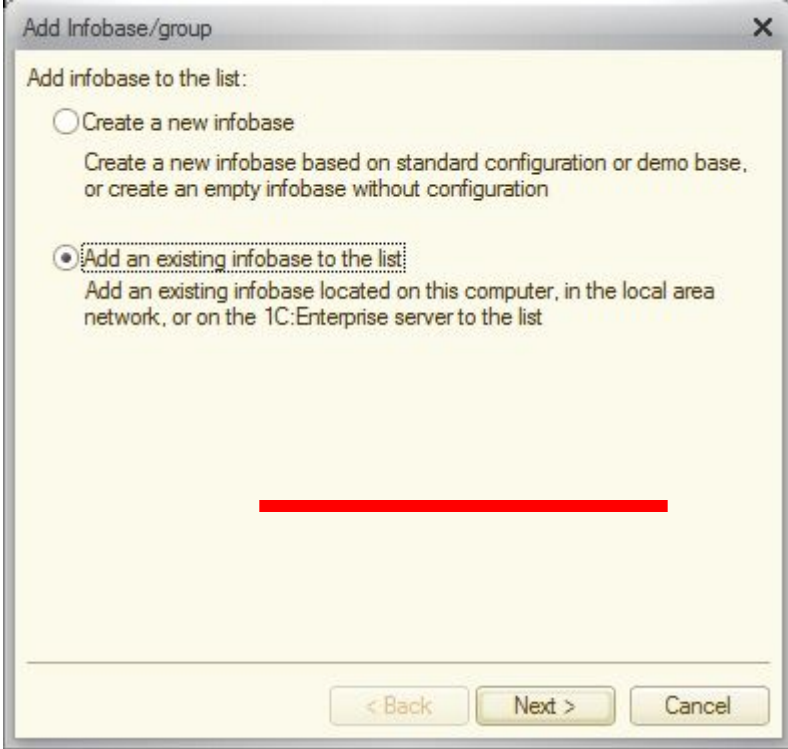 Add Infobase/group
Add infobase to the list:
Create a new infobase
Create a new infobase based on standard configuration or demo base,
or create an empty infobase without configuration
Add an existing infobase to the list
Add an existing infobase located on this computer, in the local area
network, or on the 1C:Enterprise server to the list
< Back
Next >
Cancel